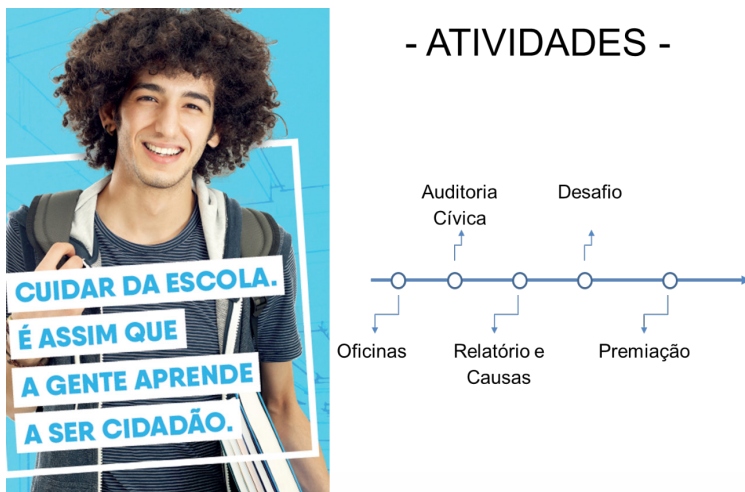 - ATIVIDADES -
CUIDAR DA ESCOLA.
É ASSIM QUE
A GENTE APRENDE
A SER CIDADÃO.
Auditoria
Cívica
Desafio
Oficinas
Relatório e
Causas
Premiação